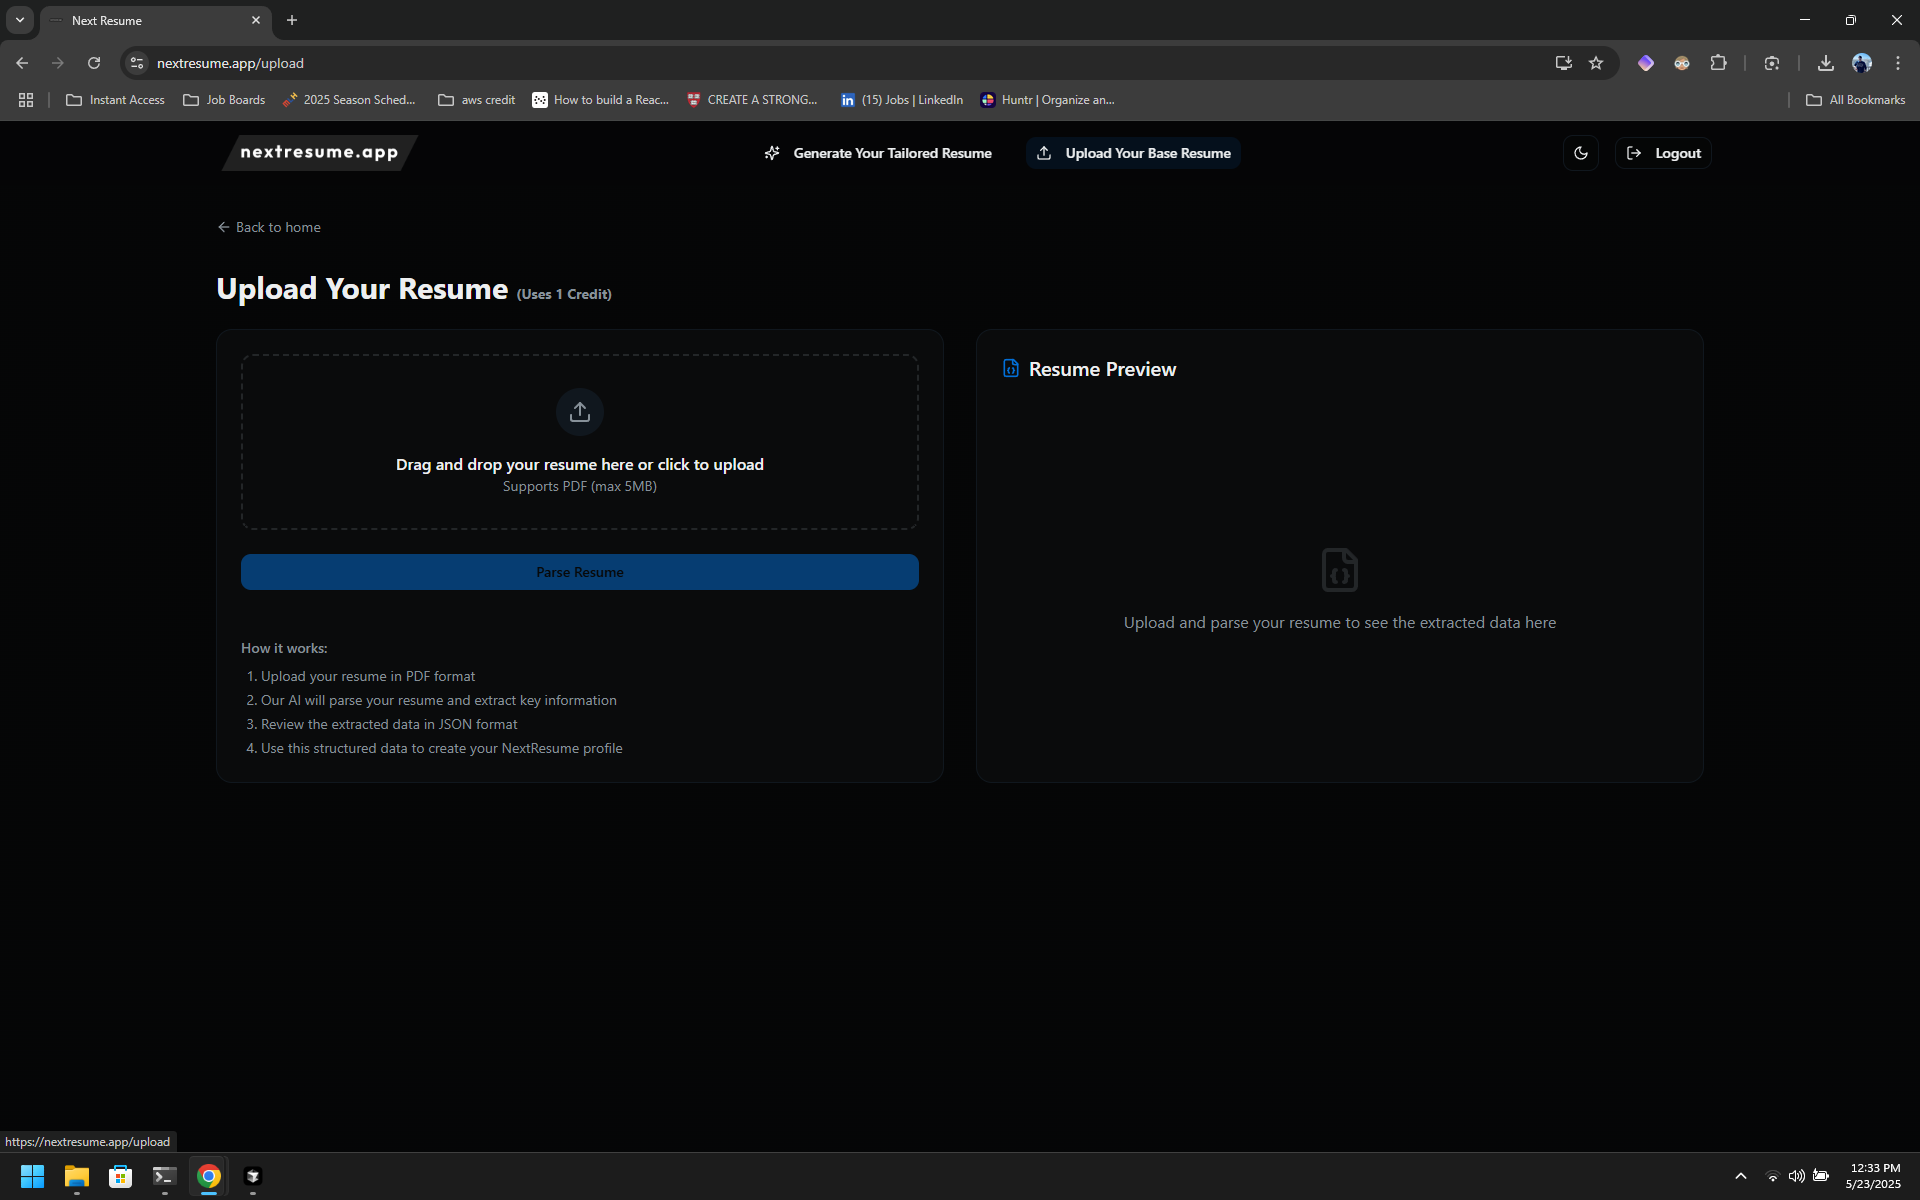 Next Resume
nextresume.app/upload
Instant Access
Job Boards
2025 Season Sched...
aws credit
How to build a Reac...
CREATE A STRONG...
(15) Jobs | LinkedIn
Huntr | Organize an...
All Bookmarks
nextresume.app
Generate Your Tailored Resume
Upload Your Base Resume
Logout
Back to home
Upload Your Resume (Uses 1 Credit)
Drag and drop your resume here or click to upload
Supports PDF (max 5MB)
Parse Resume
How it works:
1. Upload your resume in PDF format
2. Our AI will parse your resume and extract key information
3. Review the extracted data in JSON format
4. Use this structured data to create your NextResume profile
Resume Preview
Upload and parse your resume to see the extracted data here
https://nextresume.app/upload
12:33 PM
5/23/2025